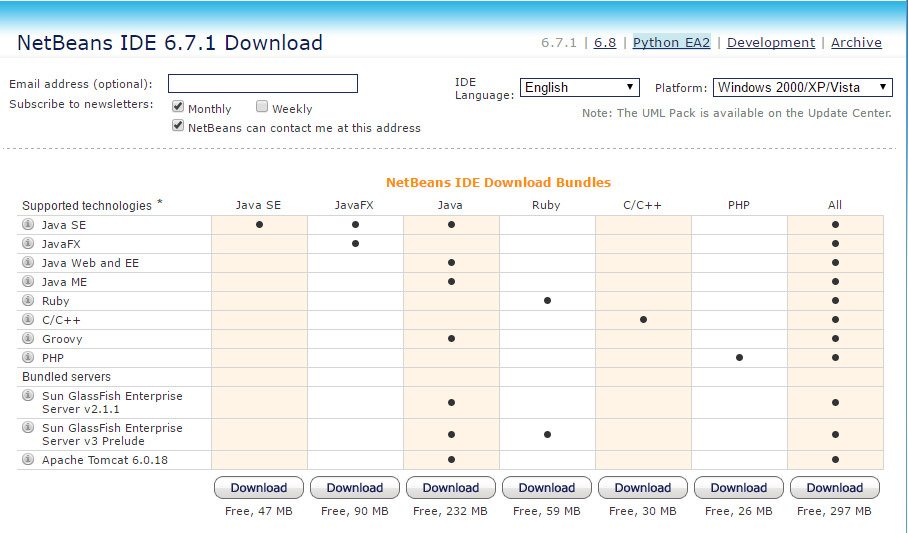 NetBeans IDE 6.7.1 Download
6.7.1 | 6.8 | Python EA2 | Development | Archive
Email address (optional):
Subscribe to newsletters:
Monthly
Weekly
NetBeans can contact me at this address
IDE
Language:
English
Platform:
Windows 2000/XP/Vista
Note: The UML Pack is available on the Update Center.
NetBeans IDE Download Bundles
Supported technologies * Java SE JavaFX Java Ruby C/C++ PHP All
Java SE
JavaFX
Java Web and EE
Java ME
Ruby
C/C++
Groovy
PHP
Bundled servers
Sun GlassFish Enterprise
Server v2.1.1
Sun GlassFish Enterprise
Server v3 Prelude
Apache Tomcat 6.0.18
Download Download Download Download Download Download Download
Free, 47 MB Free, 90 MB Free, 232 MB Free, 59 MB Free, 30 MB Free, 26 MB Free, 297 MB